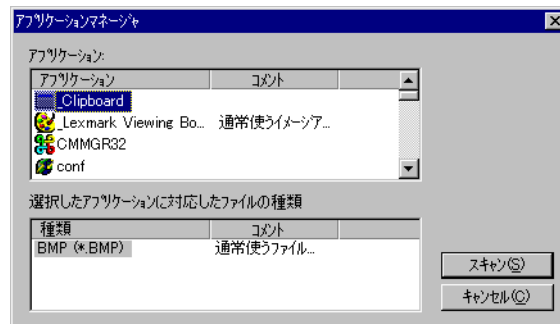 アプリケーションマネージャ
アプリケーション:
アプリケーション コメント
_Clipboard
_Lexmark Viewing Bo... 通常使うイメージア...
CMMGR32
conf
選択したアプリケーションに対応したファイルの種類
種類 コメント
BMP (*.BMP) 通常使うファイル...
スキャン(S)
キャンセル(C)